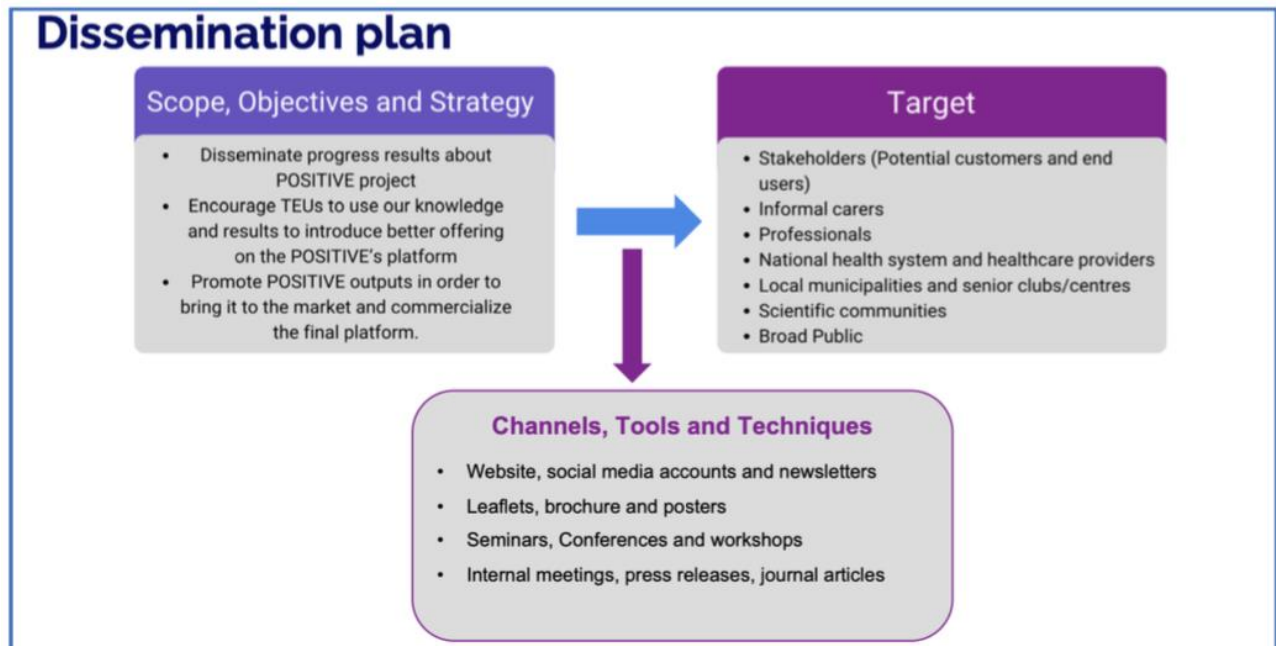 Dissemination plan
Scope, Objectives and Strategy
• Disseminate progress results about
POSITIVE project
• Encourage TEUs to use our knowledge
and results to introduce better offering
on the POSITIVE's platform
• Promote POSITIVE outputs in order to
bring it to the market and commercialize
the final platform.
Target
• Stakeholders (Potential customers and end
users)
• Informal carers
• Professionals
• National health system and healthcare providers
• Local municipalities and senior clubs/centres
• Scientific communities
• Broad Public
Channels, Tools and Techniques
• Website, social media accounts and newsletters
• Leaflets, brochure and posters
• Seminars, Conferences and workshops
• Internal meetings, press releases, journal articles